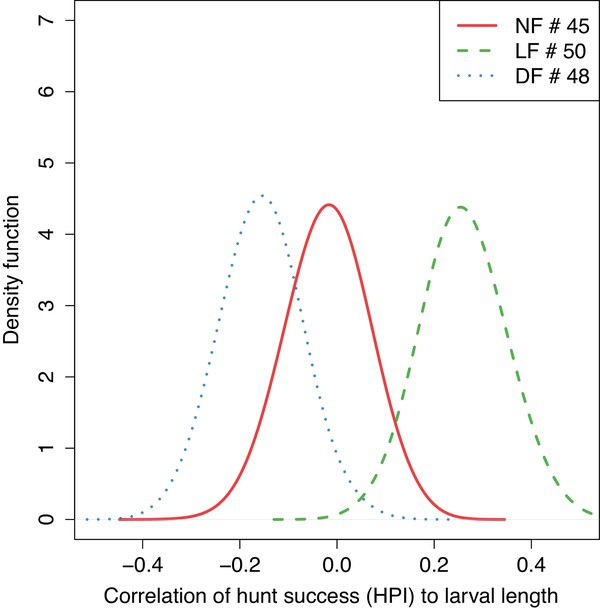 NF # 45
LF # 50
DF # 48
7
6
5
4
3
2
1
0
Density function
−0.4 −0.2 0.0 0.2 0.4
Correlation of hunt success (HPI) to larval length